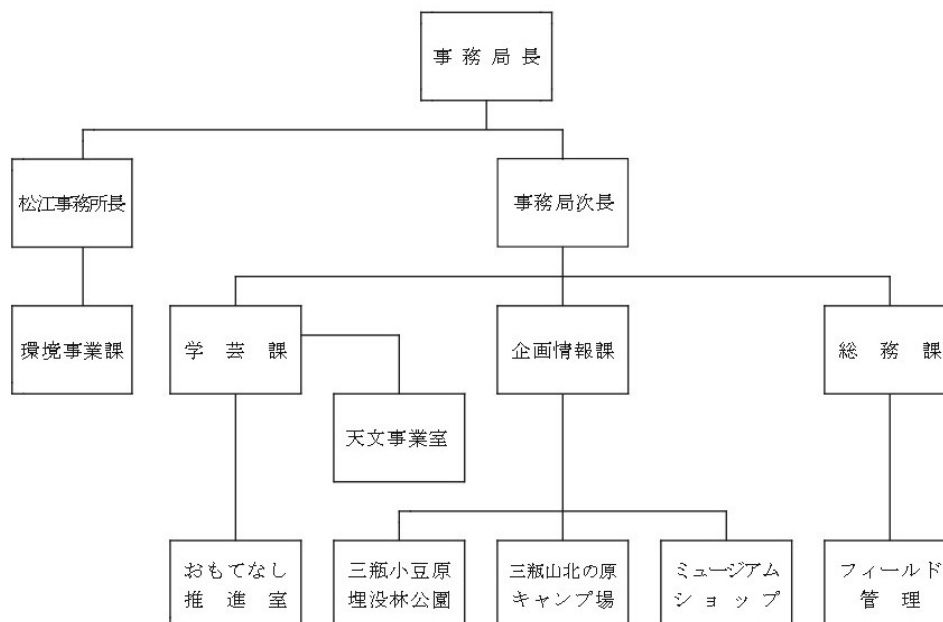 事務局長
松江事務所長
事務局次長
環境事業課
学芸課
企画情報課
総務課
天文事業室
おもてなし
推進室
三瓶小豆原
埋没林公園
三瓶山北の原
キャンプ場
ミュージアム
ショップ
フィールド
管理